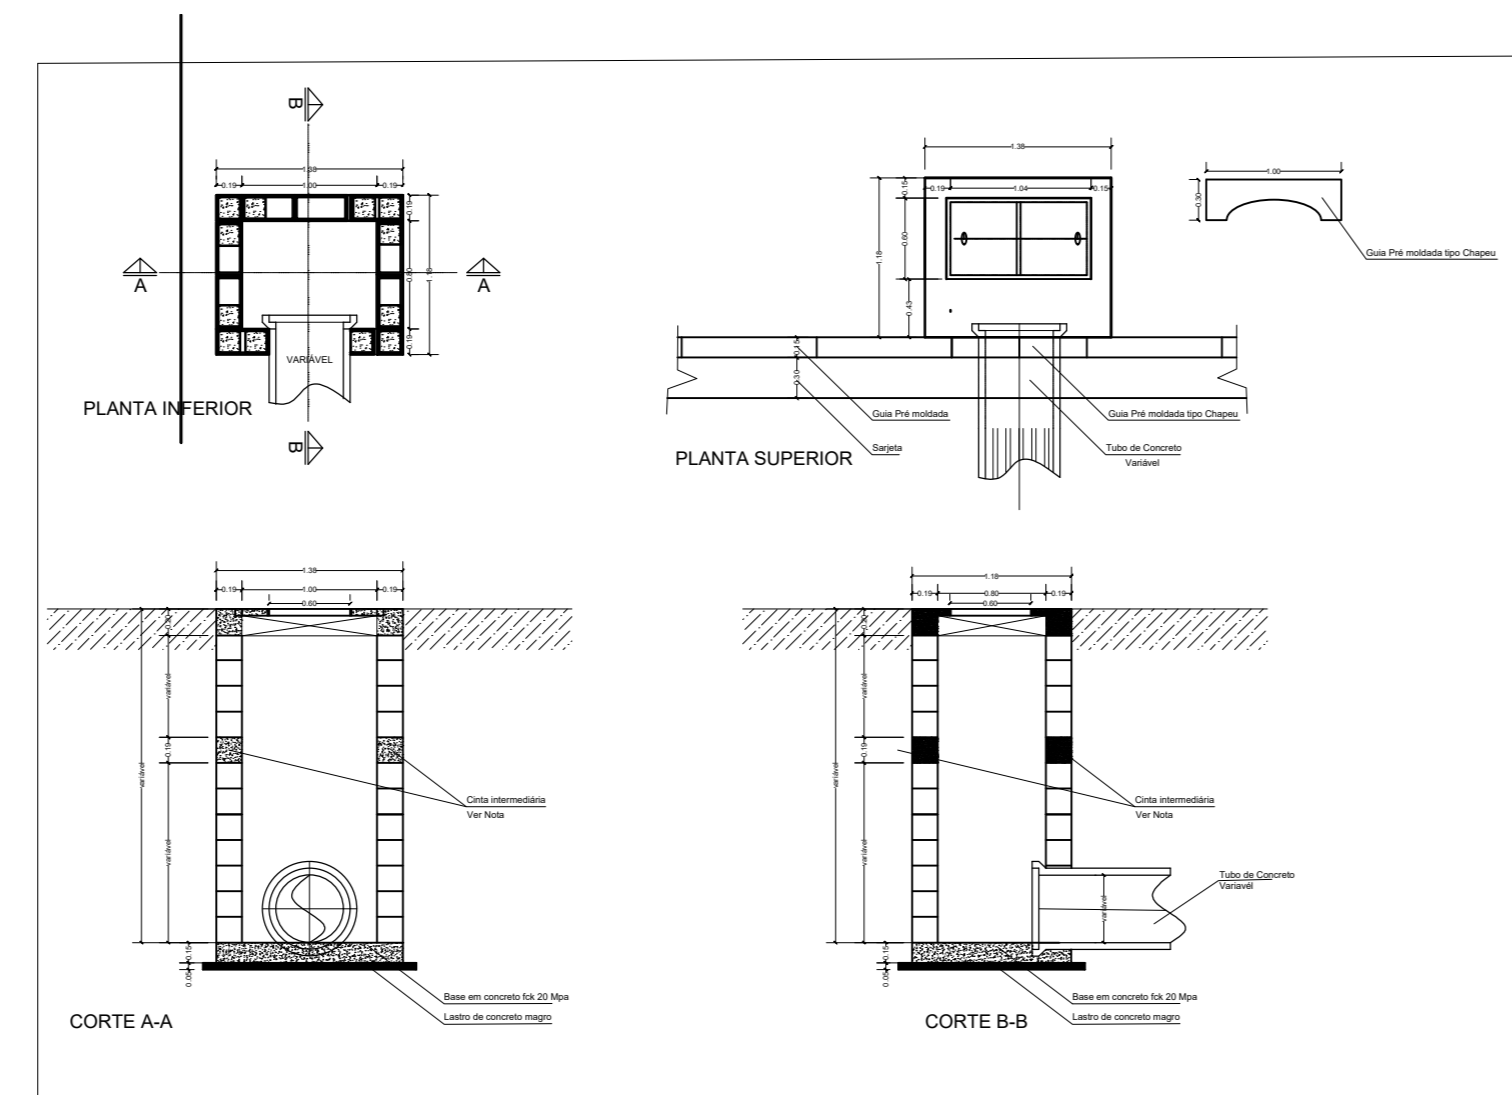 B
1.38
0.19 1.00 0.19
0.19
0.80
1.18
0.19
A
A
VARIÁVEL
PLANTA INFERIOR
B
1.38
0.15
0.19 1.04 0.15
0.60
1.18
0.43
0.15
0.30
Guia Pré moldada
Guia Pré moldada tipo Chapeu
Sarjeta
Tubo de Concreto
Variável
PLANTA SUPERIOR
1.00
0.30
Guia Pré moldada tipo Chapeu
1.38
0.19 1.00 0.19
0.60
variável
0.19
variável
variável
Cinta intermediária
Ver Nota
0.15
0.05
Base em concreto fck 20 Mpa
Lastro de concreto magro
CORTE A-A
1.18
0.19 0.80 0.19
0.60
variável
0.19
variável
variável
Cinta intermediária
Ver Nota
Tubo de Concreto
Variavél
variável
0.15
0.05
Base em concreto fck 20 Mpa
Lastro de concreto magro
CORTE B-B